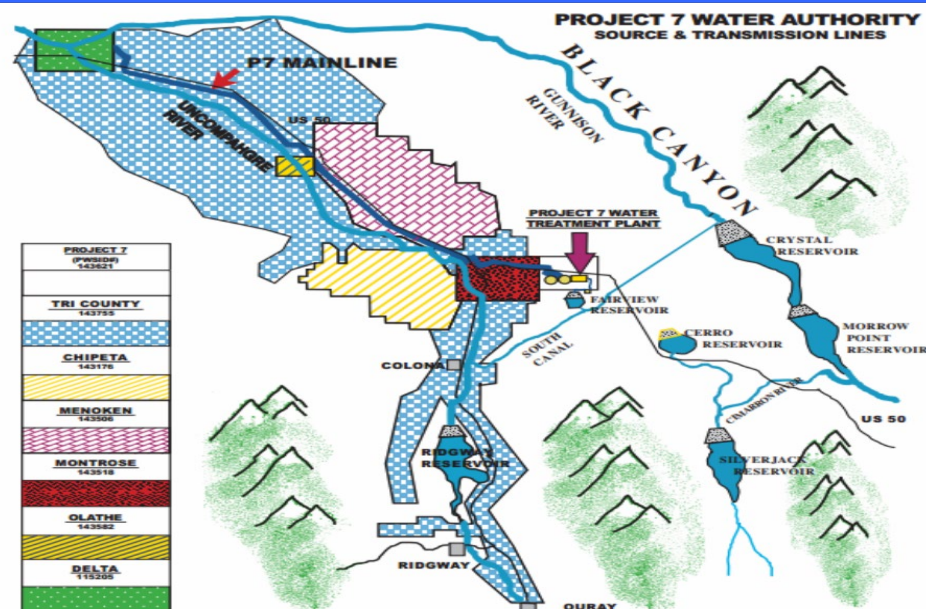 PROJECT 7 WATER AUTHORITY
SOURCE & TRANSMISSION LINES
P7 MAINLINE
BLACK CANYON
GUNNISON
RIVER
UNCOMPAHGRE
RIVER
US 50
PROJECT 7 WATER
TREATMENT PLANT
CRYSTAL
RESERVOIR
FAIRVIEW
RESERVOIR
CERRO
RESERVOIR
MORROW
POINT
RESERVOIR
SOUTH
CANAL
COLONA
CIMARRON RIVER
US 50
RIDGWAY
RESERVOIR
SILVERJACK
RESERVOIR
RIDGWAY
OURAY
PROJECT 7
(PWSID#)
143621
TRI COUNTY
143755
CHIPETA
143176
MENOKEN
143506
MONTROSE
143518
OLATHE
143582
DELTA
115205